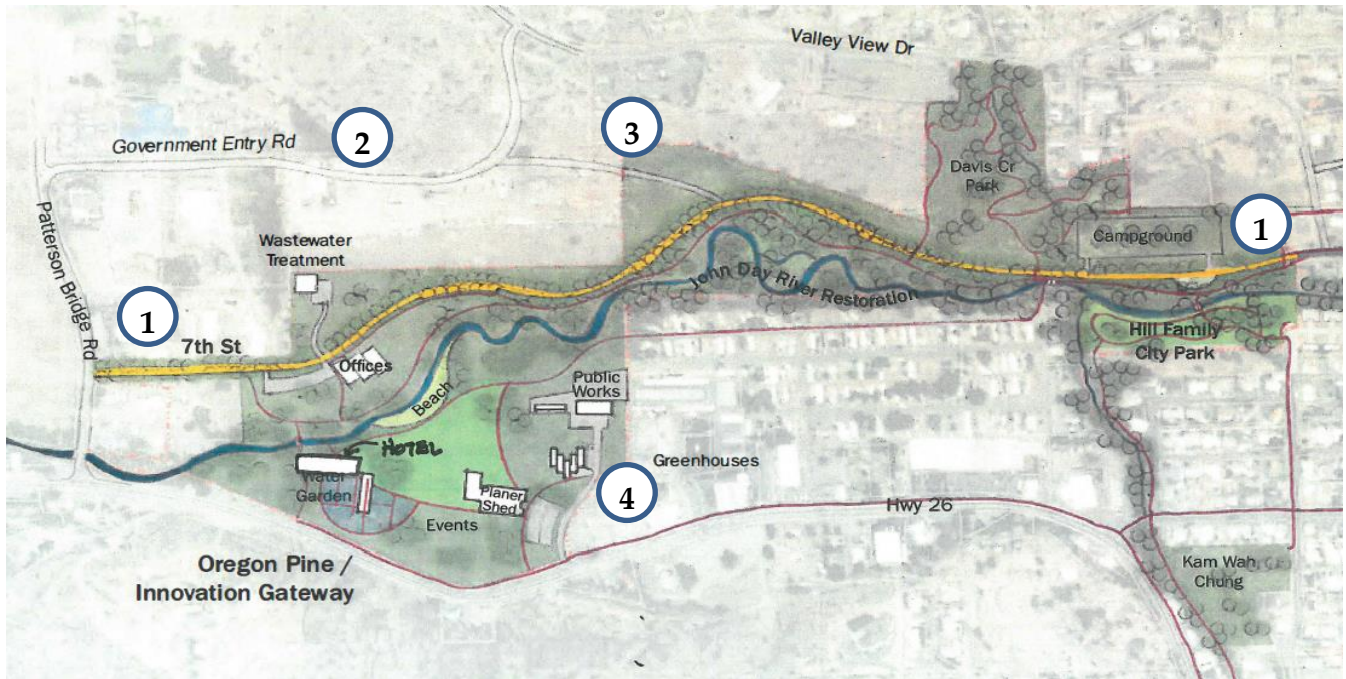 Valley View Dr
2
3
Government Entry Rd
Davis Cr
Park
1
Campground
Patterson Bridge Rd
Wastewater
Treatment
John Day River Restoration
1
7th St
Hill Family
City Park
Offices
Beach
Public
Works
HOTEL
Greenhouses
4
Water
Garden
Planer
Shed
Events
Hwy 26
Oregon Pine /
Innovation Gateway
Kam Wah
Chung